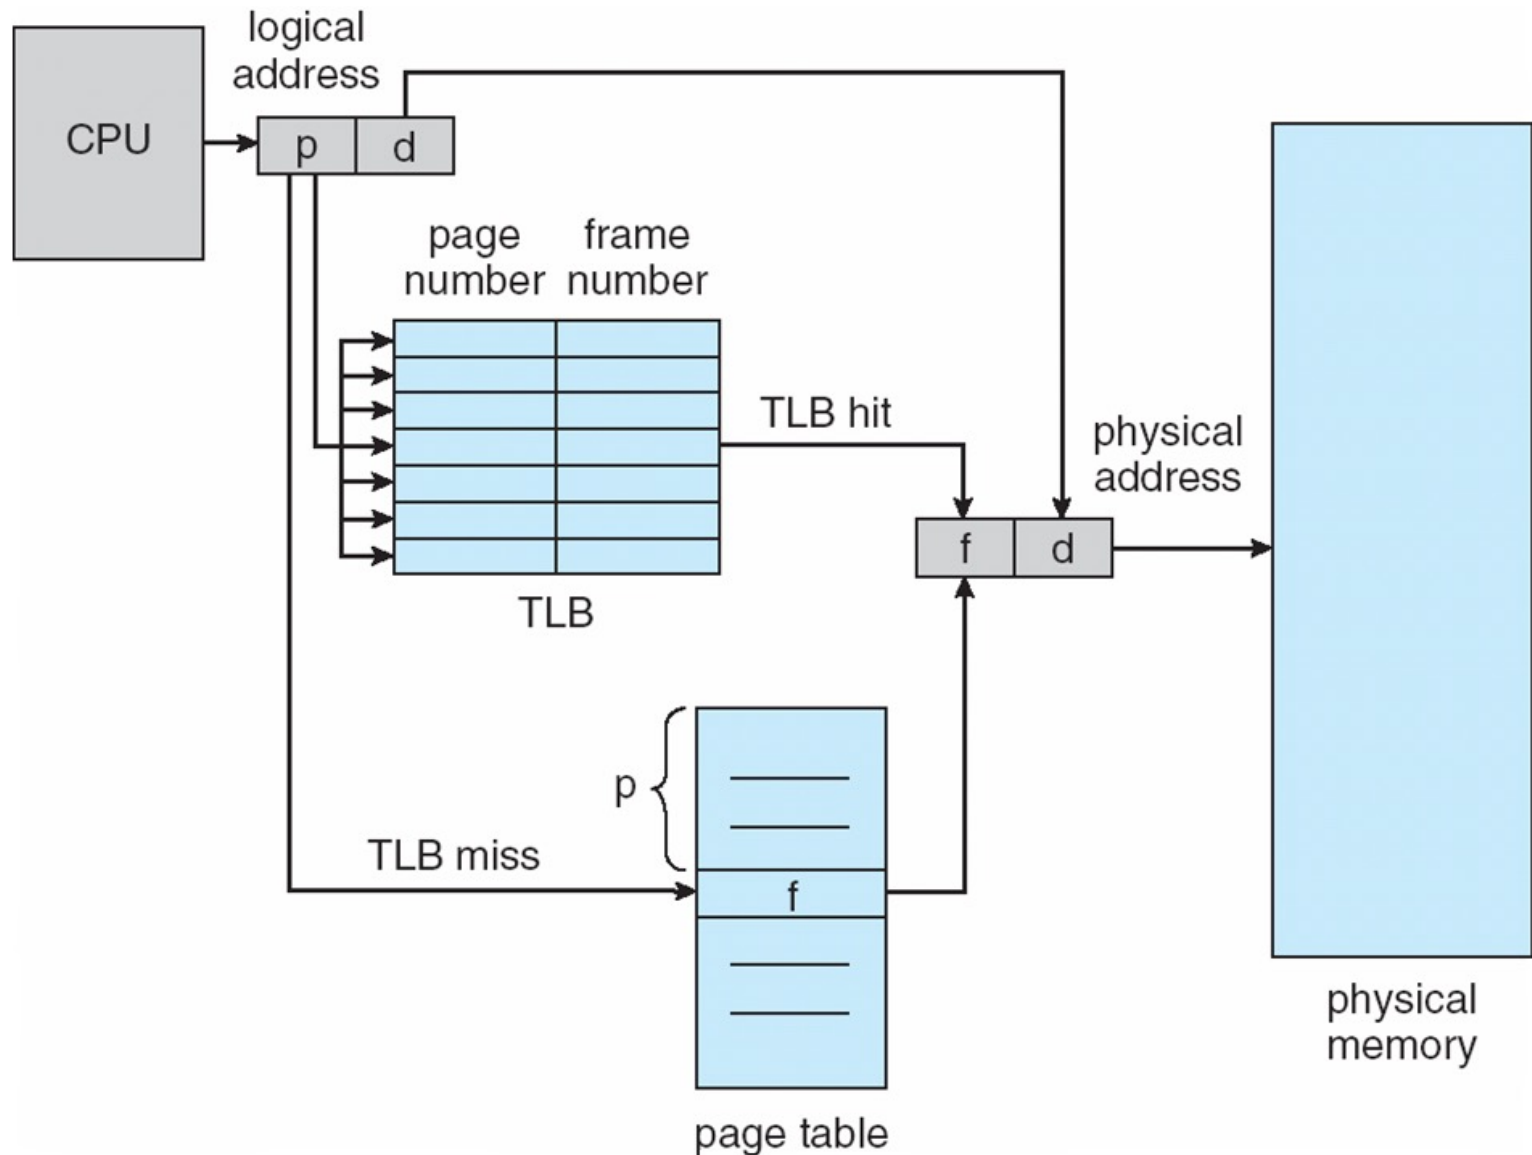 logical
address
CPU
p
d
page
number
frame
number
TLB hit
physical
address
f
d
TLB
p
TLB miss
f
physical
memory
page table